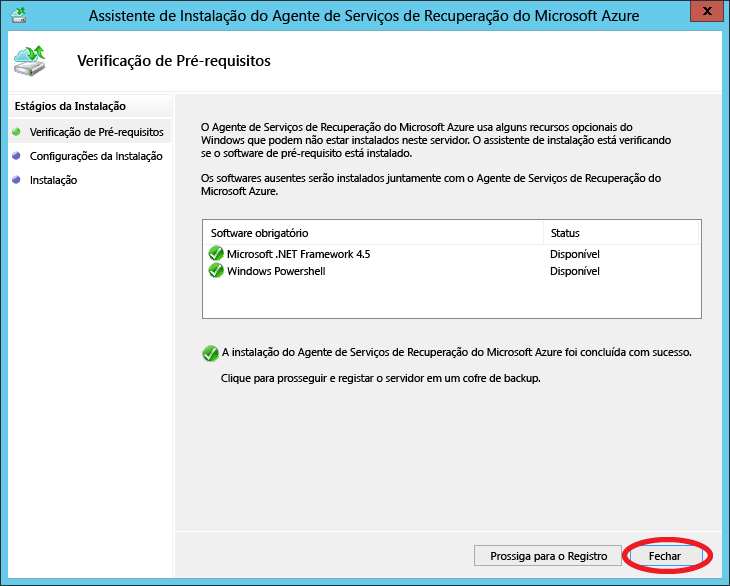 Assistente de Instalação do Agente de Serviços de Recuperação do Microsoft Azure
x
Verificação de Pré-requisitos
Estágios da Instalação
Verificação de Pré-requisitos
Configurações da Instalação
Instalação
O Agente de Serviços de Recuperação do Microsoft Azure usa alguns recursos opcionais do
Windows que podem não estar instalados neste servidor. O assistente de instalação está verificando
se o software de pré-requisito está instalado.
Os softwares ausentes serão instalados juntamente com o Agente de Serviços de Recuperação do
Microsoft Azure.
Software obrigatório Status
Microsoft .NET Framework 4.5 Disponível
Windows Powershell Disponível
A instalação do Agente de Serviços de Recuperação do Microsoft Azure foi concluída com sucesso.
Clique para prosseguir e registar o servidor em um cofre de backup.
Prossiga para o Registro Fechar